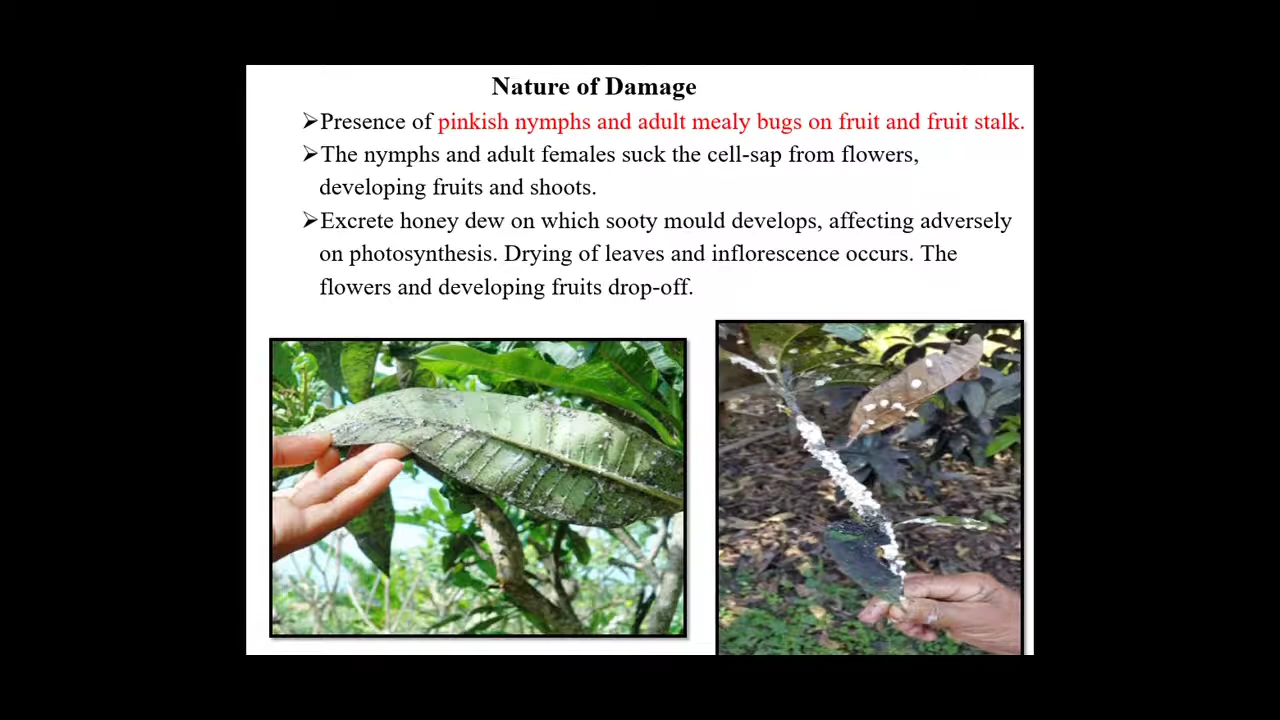 Nature of Damage
➢Presence of pinkish nymphs and adult mealy bugs on fruit and fruit stalk.
➢The nymphs and adult females suck the cell-sap from flowers,
developing fruits and shoots.
➢Excrete honey dew on which sooty mould develops, affecting adversely
on photosynthesis. Drying of leaves and inflorescence occurs. The
flowers and developing fruits drop-off.